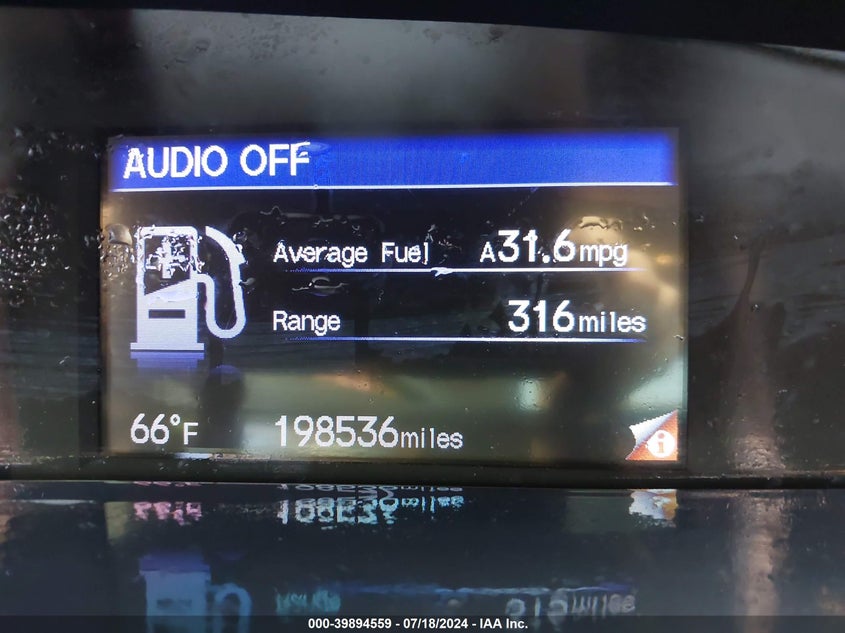 AUDIO OFF
Average Fuel A31.6mpg
Range 316miles
66°F 198536miles
i
000-39894559 - 07/18/2024 - IAA Inc.